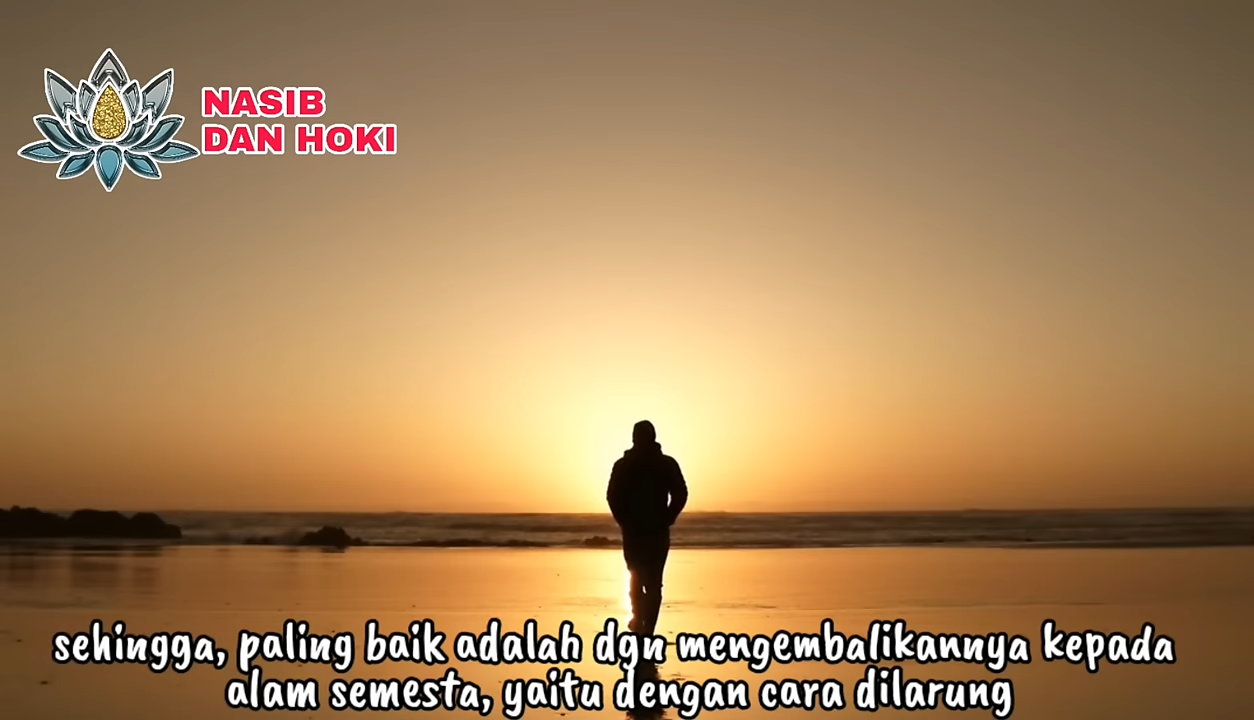 NASIB
DAN HOKI
sehingga, paling baik adalah dgn mengembalikannya kepada
alam semesta, yaitu dengan cara dilarung